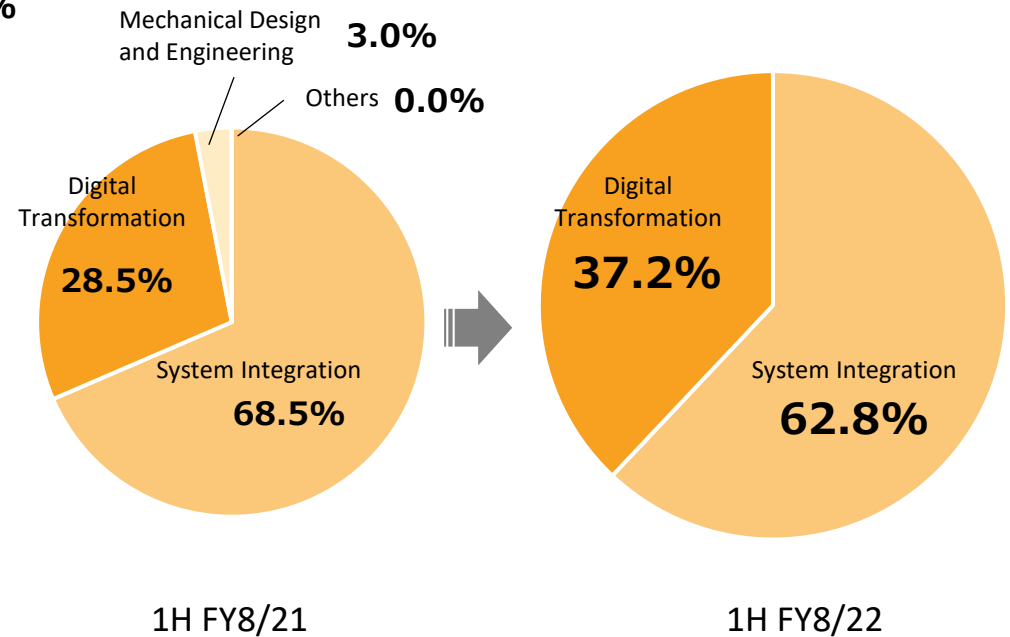 %
Mechanical Design
and Engineering
3.0%
Others 0.0%
Digital
Transformation
28.5%
System Integration
68.5%
1H FY8/21
Digital
Transformation
37.2%
System Integration
62.8%
1H FY8/22